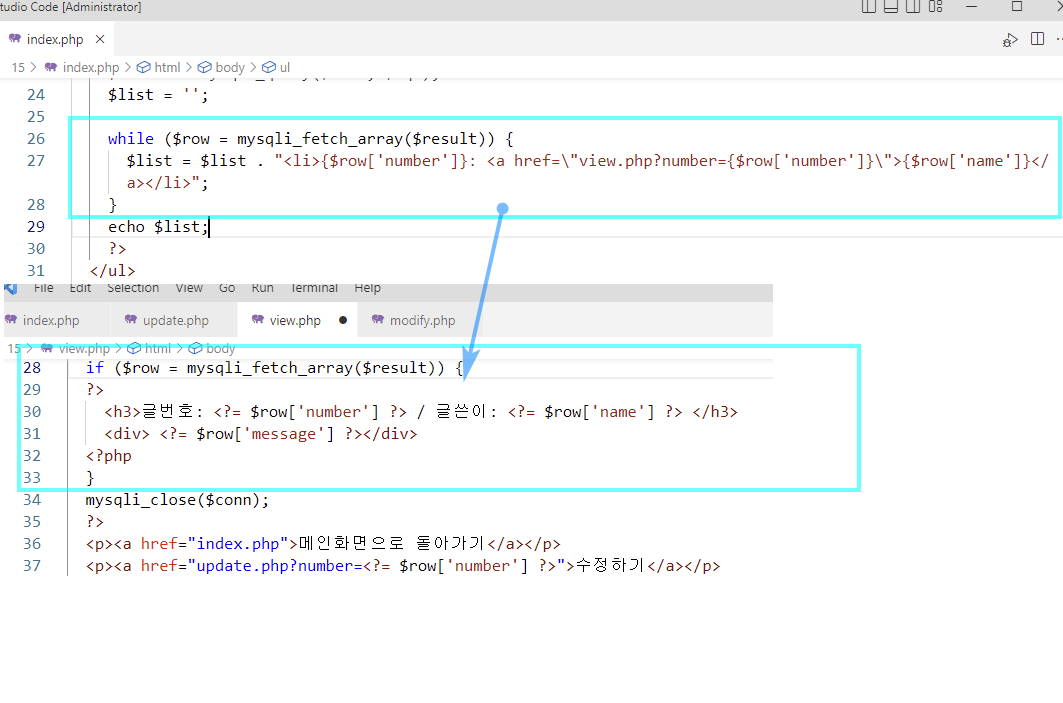 tudio Code [Administrator]
index.php
15 > index.php > html > body > ul
24 $list = '';
25
26 while ($row = mysqli_fetch_array($result)) {
27 $list = $list . "<li>{$row['number']}: <a href=\"view.php?number={$row['number']}\">{$row['name']}</
a></li>";
28 }
29 echo $list;
30 ?>
31 </ul>
File Edit Selection View Go Run Terminal Help
index.php update.php view.php modify.php
15 > view.php > html > body
28 if ($row = mysqli_fetch_array($result)) {
29 ?>
30 <h3>글번호: <?= $row['number'] ?> / 글쓴이: <?= $row['name'] ?> </h3>
31 <div> <?= $row['message'] ?></div>
32 <?php
33 }
34 mysqli_close($conn);
35 ?>
36 <p><a href="index.php">메인화면으로 돌아가기</a></p>
37 <p><a href="update.php?number=<?= $row['number'] ?>">수정하기</a></p>